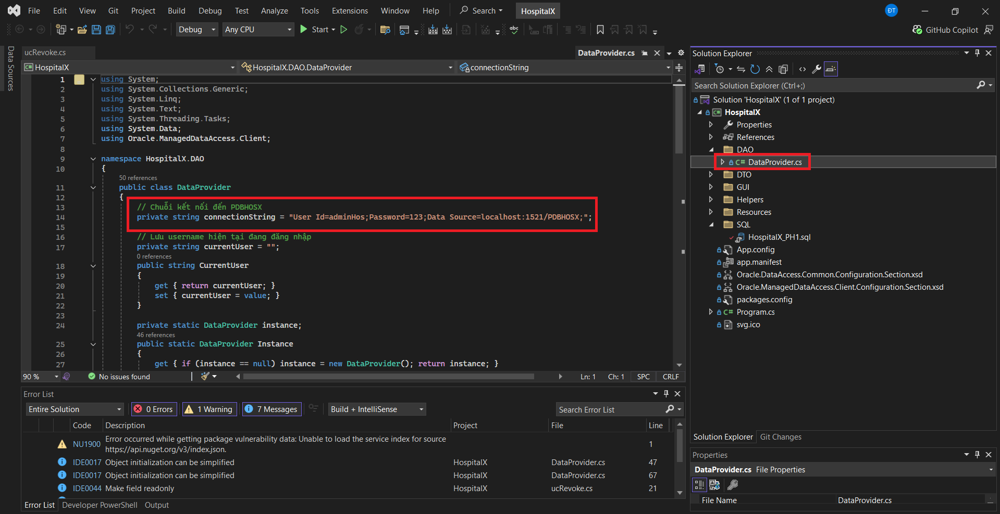 File Edit View Git Project Build Debug Test Analyze Tools Extensions Window Help Search HospitalX ĐT
Debug Any CPU Start GitHub Copilot
Data Sources
ucRevoke.cs DataProvider.cs
HospitalX HospitalX.DAO.DataProvider connectionString
1 using System;
2 using System.Collections.Generic;
3 using System.Linq;
4 using System.Text;
5 using System.Threading.Tasks;
6 using System.Data;
7 using Oracle.ManagedDataAccess.Client;
8
9 namespace HospitalX.DAO
10 {
50 references
11 public class DataProvider
12 {
13 // Chuỗi kết nối đến PDBHOSX
14 private string connectionString = "User Id=adminHos;Password=123;Data Source=localhost:1521/PDBHOSX;";
15
16 // Lưu username hiện tại đang đăng nhập
17 private string currentUser = "";
0 references
18 public string CurrentUser
19 {
20 get { return currentUser; }
21 set { currentUser = value; }
22 }
23
24 private static DataProvider instance;
46 references
25 public static DataProvider Instance
26 {
27 get { if (instance == null) instance = new DataProvider(); return instance; }
90 % No issues found Ln: 1 Ch: 1 SPC CRLF
Error List
Entire Solution 0 Errors 1 Warning 7 Messages Build + IntelliSense Search Error List
Code Description Project File Line
NU1900 Error occurred while getting package vulnerability data: Unable to load the service index for source
https://api.nuget.org/v3/index.json. 1
IDE0017 Object initialization can be simplified HospitalX DataProvider.cs 47
IDE0017 Object initialization can be simplified HospitalX DataProvider.cs 67
IDE0044 Make field readonly HospitalX ucRevoke.cs 21
Error List Developer PowerShell Output
Solution Explorer
Search Solution Explorer (Ctrl+;)
Solution 'HospitalX' (1 of 1 project)
HospitalX
Properties
References
DAO
DataProvider.cs
DTO
GUI
Helpers
Resources
SQL
HospitalX_PH1.sql
App.config
app.manifest
Oracle.DataAccess.Common.Configuration.Section.xsd
Oracle.ManagedDataAccess.Client.Configuration.Section.xsd
packages.config
Program.cs
svg.ico
Solution Explorer Git Changes
Properties
DataProvider.cs File Properties
File Name DataProvider.cs